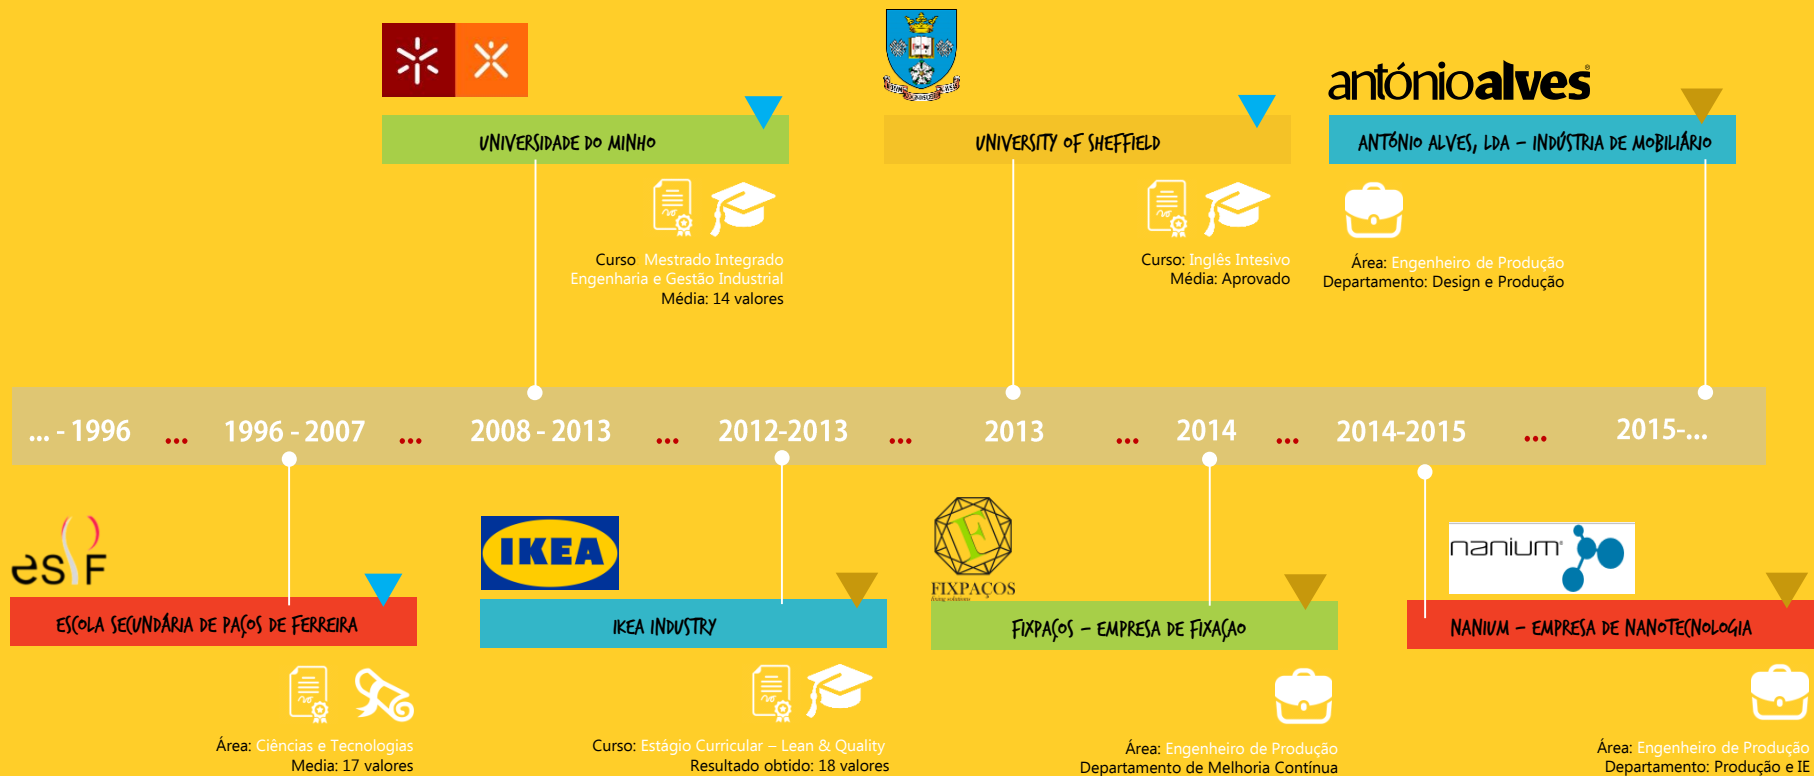 antónioalves®
UNIVERSIDADE DO MINHO
UNIVERSITY OF SHEFFIELD
ANTÓNIO ALVES, LDA – INDÚSTRIA DE MOBILIÁRIO
Curso Mestrado Integrado
Engenharia e Gestão Industrial
Média: 14 valores
Curso: Inglês Intesivo
Média: Aprovado
Área: Engenheiro de Produção
Departamento: Design e Produção
... - 1996 ... 1996 - 2007 ... 2008 - 2013 ... 2012-2013 ... 2013 ... 2014 ... 2014-2015 ... 2015-...
esPF
IKEA
F
FIXPAÇOS
fixing solutions
nanium
ESCOLA SECUNDÁRIA DE PAÇOS DE FERREIRA
IKEA INDUSTRY
FIXPAÇOS – EMPRESA DE FIXAÇAO
NANIUM – EMPRESA DE NANOTECNOLOGIA
Área: Ciências e Tecnologias
Media: 17 valores
Curso: Estágio Curricular – Lean & Quality
Resultado obtido: 18 valores
Área: Engenheiro de Produção
Departamento de Melhoria Contínua
Área: Engenheiro de Produção
Departamento: Produção e IE